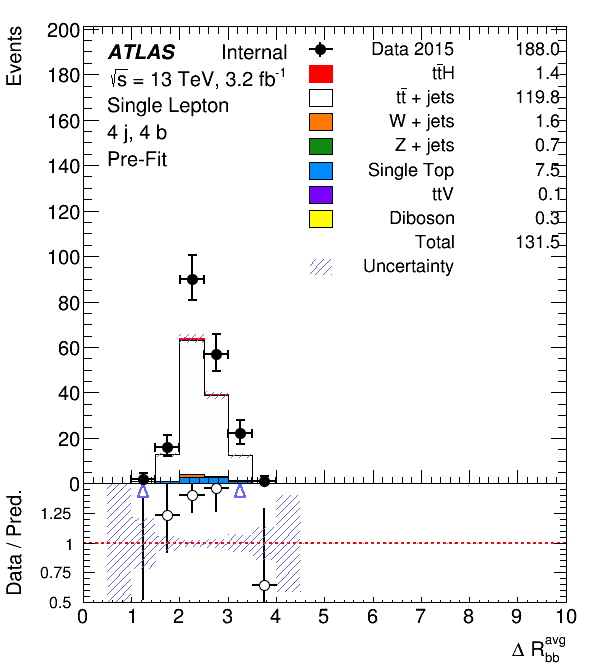 Events
200
180
160
140
120
100
80
60
40
20
0
ATLAS Internal
√s = 13 TeV, 3.2 fb⁻¹
Single Lepton
4 j, 4 b
Pre-Fit
Data 2015 188.0
tt̄H 1.4
tt̄ + jets 119.8
W + jets 1.6
Z + jets 0.7
Single Top 7.5
ttV 0.1
Diboson 0.3
Total 131.5
Uncertainty
Data / Pred.
1.25
1
0.75
0.5
0 1 2 3 4 5 6 7 8 9 10
Δ R_bb^avg